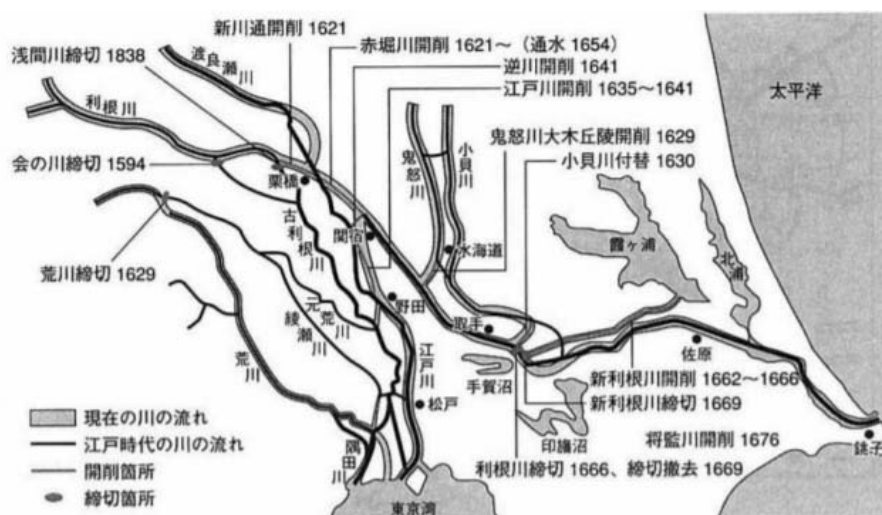 新川通開削 1621
浅間川締切 1838
渡良瀬川
赤堀川開削 1621～（通水 1654）
逆川開削 1641
江戸川開削 1635～1641
太平洋
利根川
鬼怒川大木丘陵開削 1629
小貝川付替 1630
会の川締切 1594
鬼怒川
小貝川
栗橋
古利根川
関宿
水海道
霞ヶ浦
北浦
荒川締切 1629
野田
元荒川
綾瀬川
取手
荒川
江戸川
手賀沼
佐原
新利根川開削 1662～1666
新利根川締切 1669
松戸
印旛沼
将監川開削 1676
銚子
利根川締切 1666、締切撤去 1669
隅田川
東京湾
現在の川の流れ
江戸時代の川の流れ
開削箇所
締切箇所